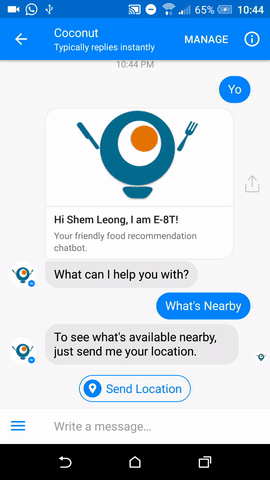 65% 10:44
Coconut
Typically replies instantly
MANAGE
10:44 PM
Yo
Hi Shem Leong, I am E-8T!
Your friendly food recommendation
chatbot.
What can I help you with?
What's Nearby
To see what's available nearby,
just send me your location.
Send Location
Write a message...